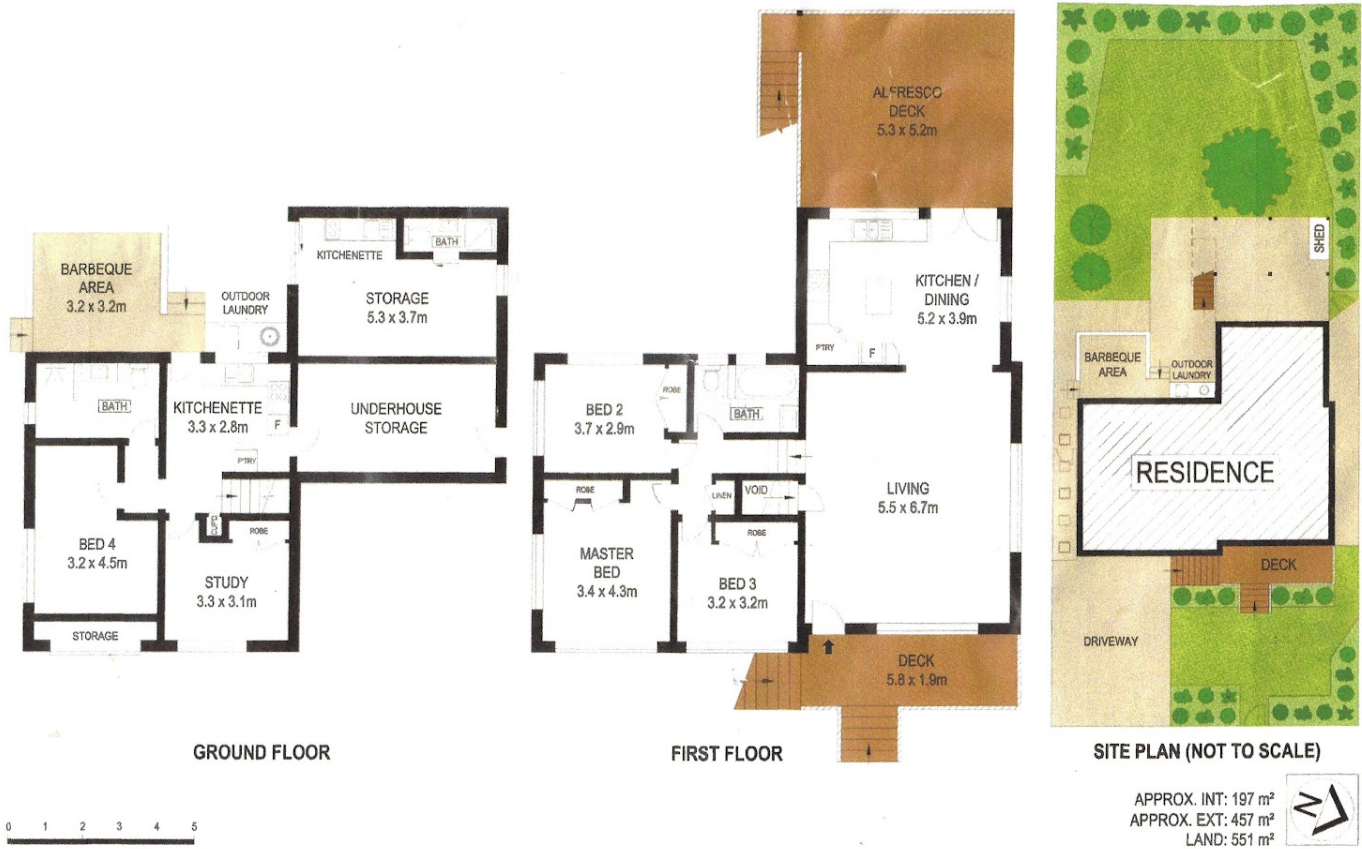 BARBEQUE
AREA
3.2 x 3.2m
OUTDOOR
LAUNDRY
KITCHENETTE
BATH
STORAGE
5.3 x 3.7m
BATH
KITCHENETTE
3.3 x 2.8m
F
P'TRY
UNDERHOUSE
STORAGE
BED 4
3.2 x 4.5m
CUP'D
ROBE
STUDY
3.3 x 3.1m
STORAGE
GROUND FLOOR
0 1 2 3 4 5
ALFRESCO
DECK
5.3 x 5.2m
KITCHEN /
DINING
5.2 x 3.9m
P'TRY
F
BED 2
3.7 x 2.9m
ROBE
BATH
ROBE
LINEN
VOID
LIVING
5.5 x 6.7m
MASTER
BED
3.4 x 4.3m
ROBE
BED 3
3.2 x 3.2m
DECK
5.8 x 1.9m
FIRST FLOOR
SHED
BARBEQUE
AREA
OUTDOOR
LAUNDRY
RESIDENCE
DECK
DRIVEWAY
SITE PLAN (NOT TO SCALE)
APPROX. INT: 197 m²
APPROX. EXT: 457 m²
LAND: 551 m²
N